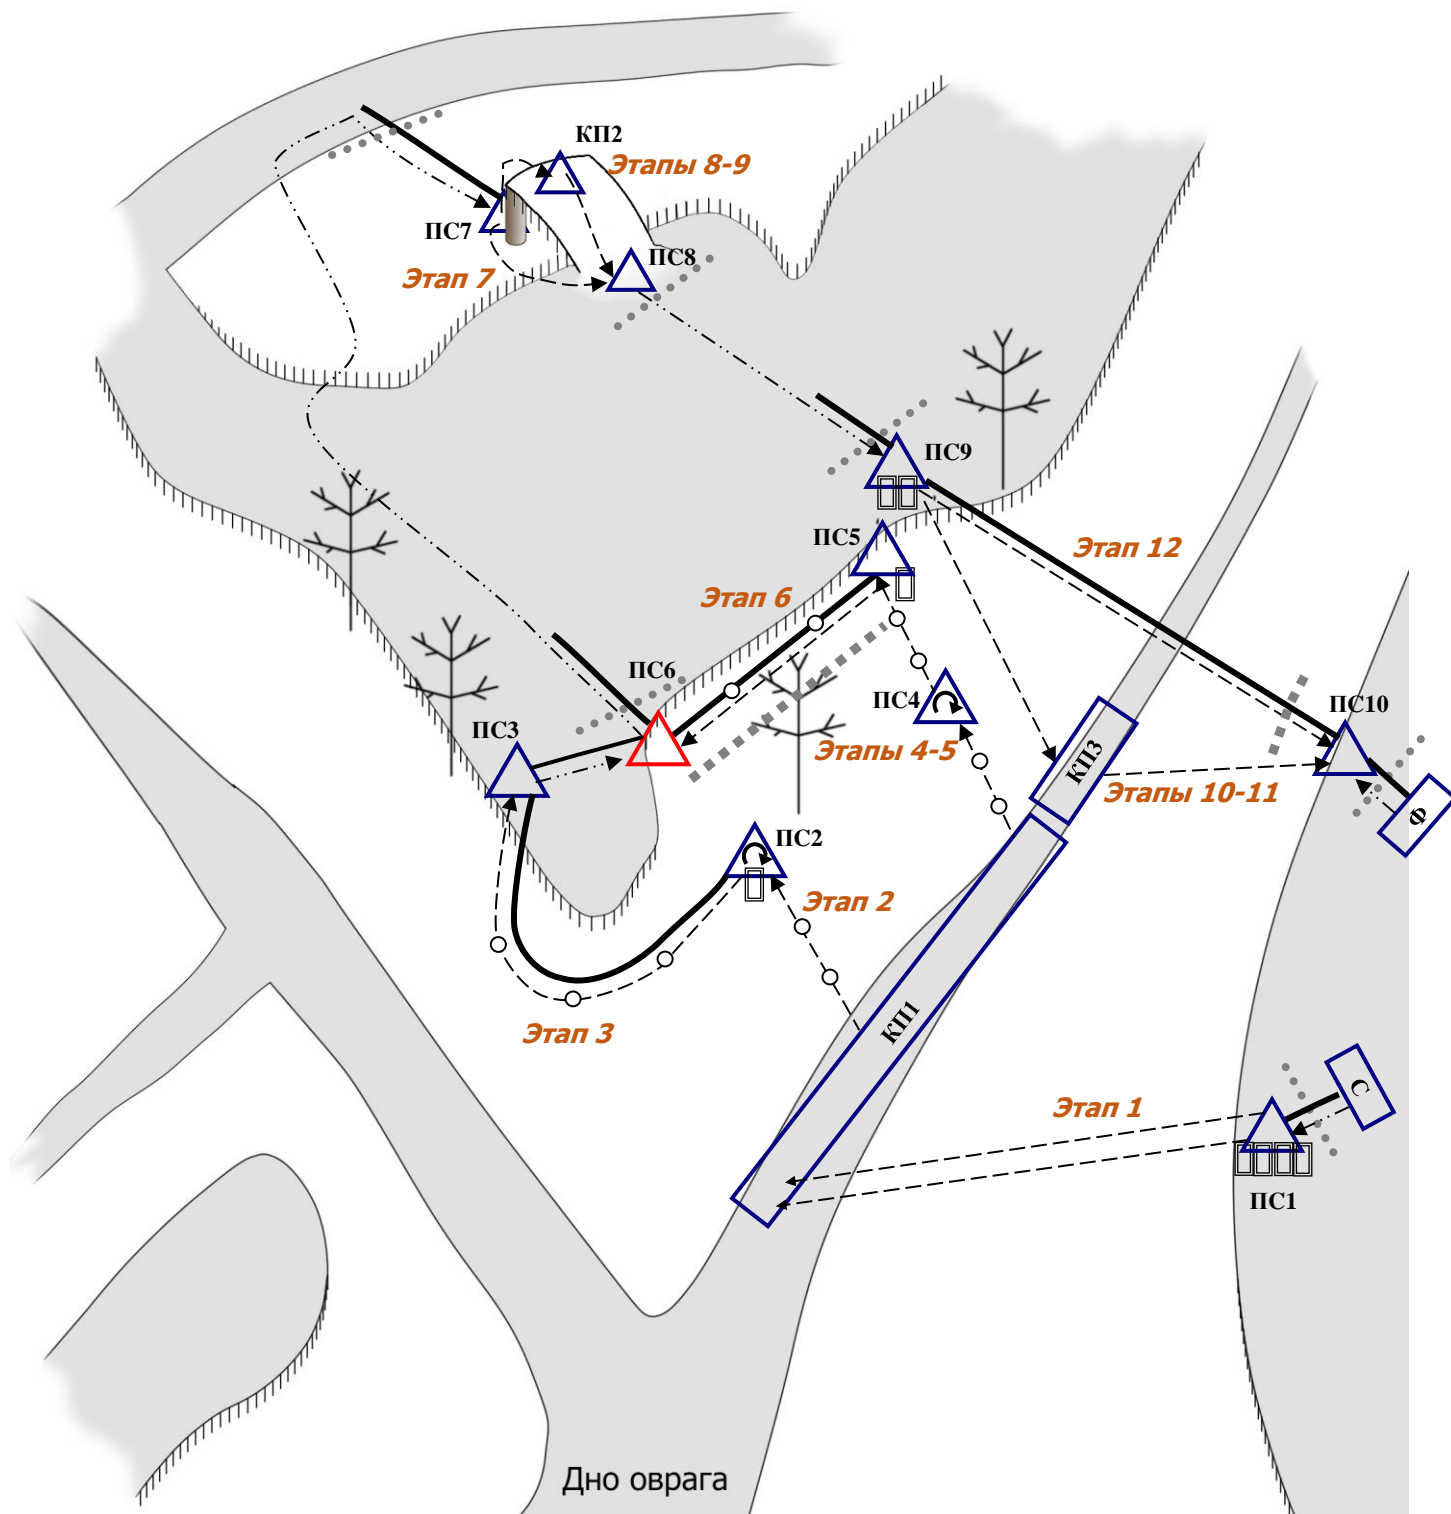 КП2
Этапы 8-9
ПС7
ПС8
Этап 7
ПС9
ПС5
Этап 12
Этап 6
ПС6
ПС4
ПС3
ПС10
Этапы 4-5
КП3
Этапы 10-11
Ф
ПС2
Этап 2
КП1
Этап 3
С
Этап 1
ПС1
Дно оврага